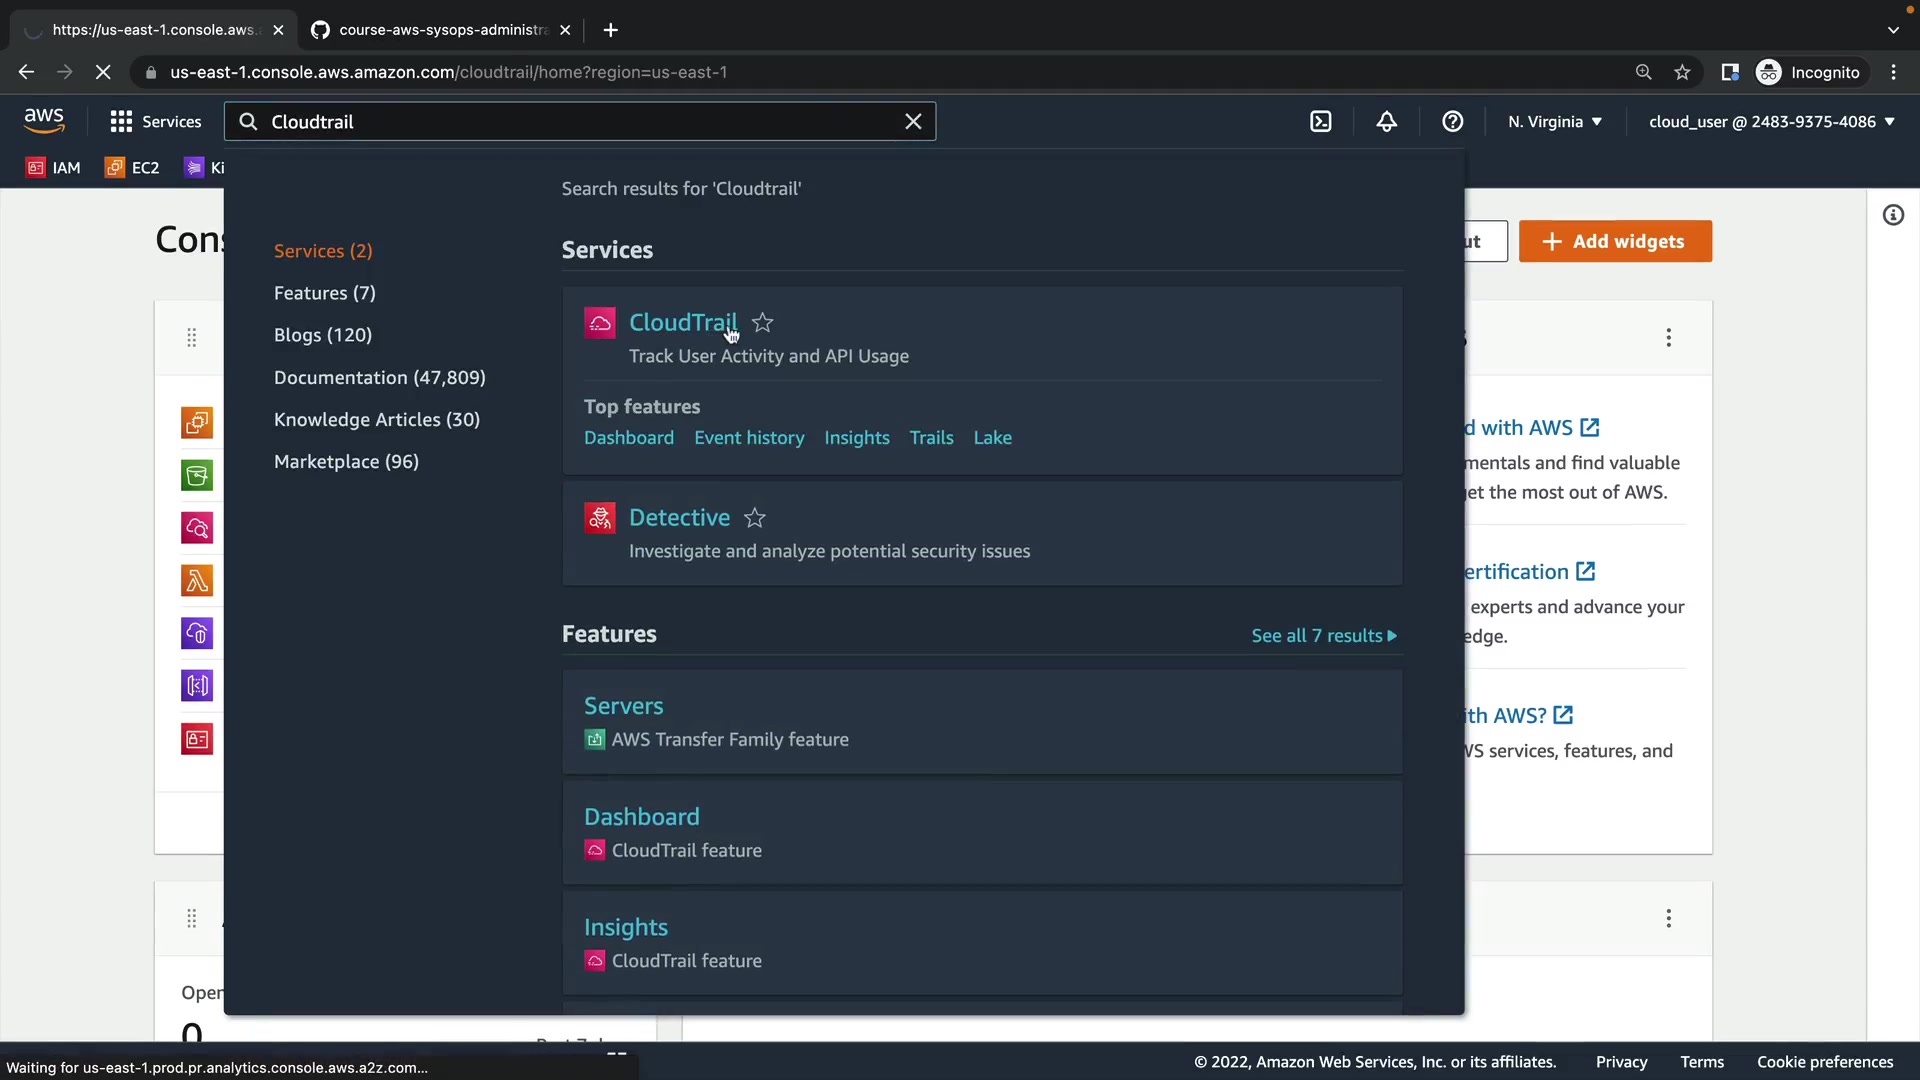 https://us-east-1.console.aws.
course-aws-sysops-administra
us-east-1.console.aws.amazon.com/cloudtrail/home?region=us-east-1
Incognito
aws
Services
Cloudtrail
N. Virginia
cloud_user @ 2483-9375-4086
IAM
EC2
Ki
Search results for 'Cloudtrail'
Cons
ut
Add widgets
Services (2)
Features (7)
Blogs (120)
Documentation (47,809)
Knowledge Articles (30)
Marketplace (96)
Services
CloudTrail
Track User Activity and API Usage
Top features
Dashboard Event history Insights Trails Lake
Detective
Investigate and analyze potential security issues
Features
See all 7 results
Servers
AWS Transfer Family feature
Dashboard
CloudTrail feature
Insights
CloudTrail feature
d with AWS
mentals and find valuable
get the most out of AWS.
ertification
experts and advance your
edge.
ith AWS?
WS services, features, and
Open
0
Waiting for us-east-1.prod.pr.analytics.console.aws.a2z.com...
© 2022, Amazon Web Services, Inc. or its affiliates.
Privacy
Terms
Cookie preferences